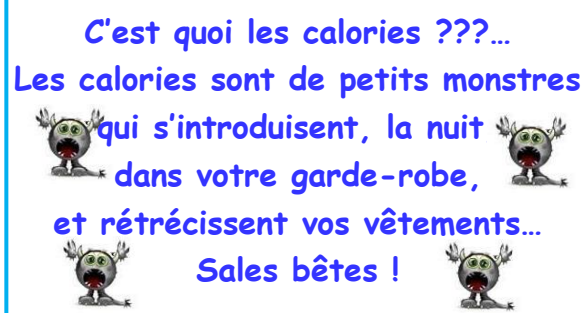 C'est quoi les calories ???…
Les calories sont de petits monstres
qui s'introduisent, la nuit
dans votre garde-robe,
et rétrécissent vos vêtements…
Sales bêtes !